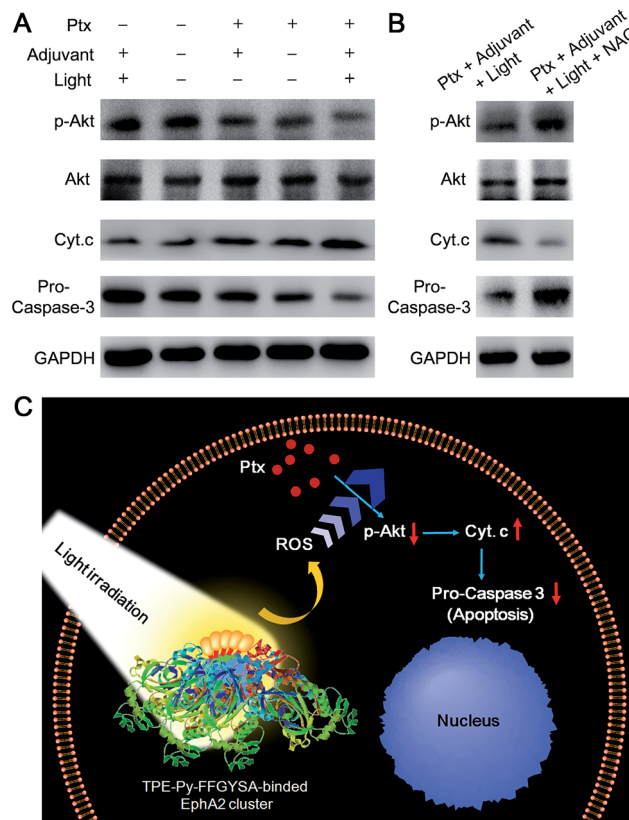 A
Ptx – – + + +
Adjuvant + – + – +
Light + – – – +
p-Akt
Akt
Cyt.c
Pro-
Caspase-3
GAPDH
B
Ptx + Adjuvant
+ Light
Ptx + Adjuvant
+ Light + NAC
p-Akt
Akt
Cyt.c
Pro-
Caspase-3
GAPDH
C
Ptx
Light irradiation
ROS
p-Akt
Cyt. c
Pro-Caspase 3
(Apoptosis)
Nucleus
TPE-Py-FFGYSA-binded
EphA2 cluster